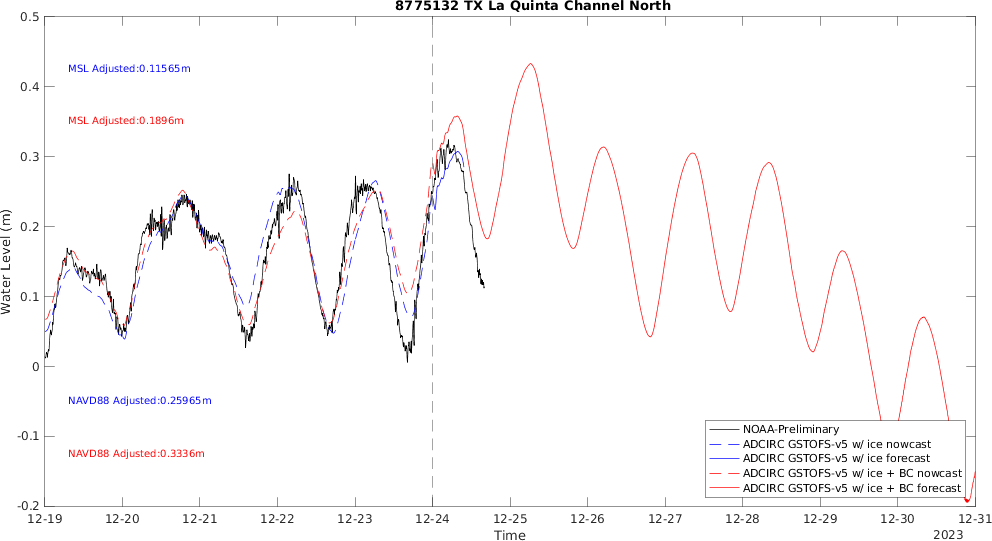 8775132 TX La Quinta Channel North
0.5
0.4
0.3
0.2
0.1
0
-0.1
-0.2
Water Level (m)
MSL Adjusted:0.11565m
MSL Adjusted:0.1896m
NAVD88 Adjusted:0.25965m
NAVD88 Adjusted:0.3336m
NOAA-Preliminary
ADCIRC GSTOFS-v5 w/ ice nowcast
ADCIRC GSTOFS-v5 w/ ice forecast
ADCIRC GSTOFS-v5 w/ ice + BC nowcast
ADCIRC GSTOFS-v5 w/ ice + BC forecast
12-19 12-20 12-21 12-22 12-23 12-24 12-25 12-26 12-27 12-28 12-29 12-30 12-31
Time
2023